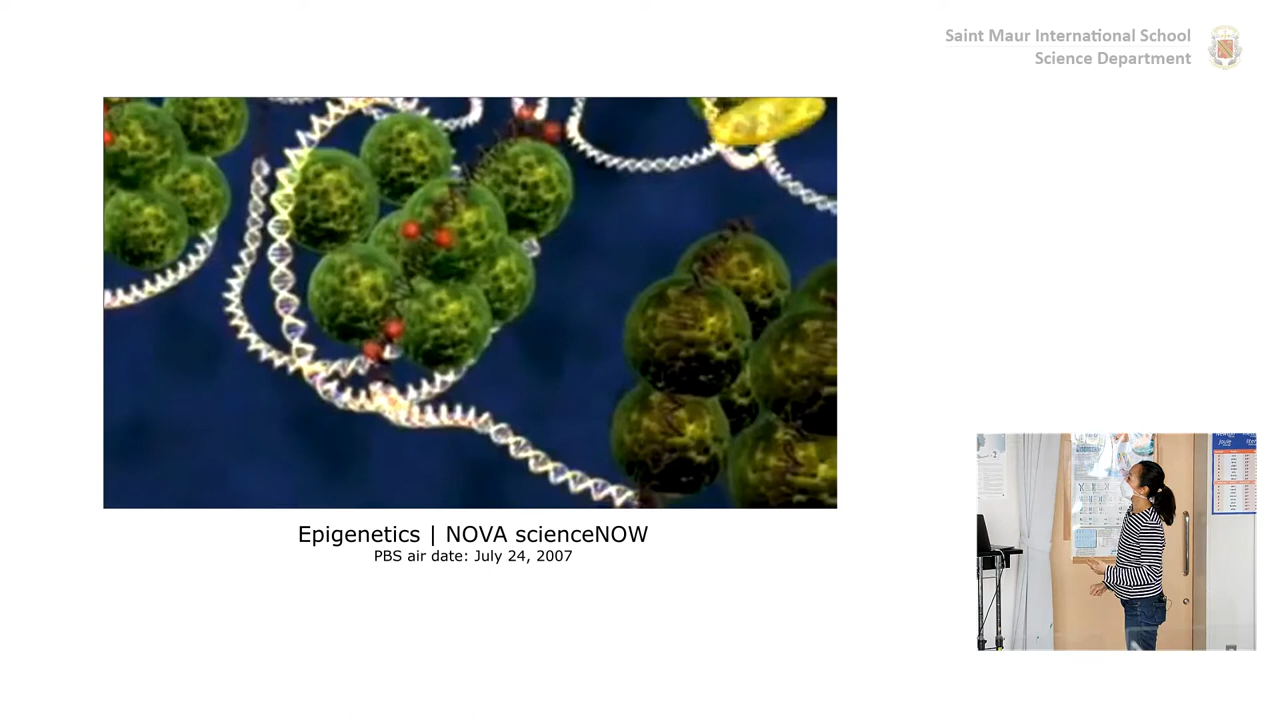 Saint Maur International School
Science Department
Epigenetics | NOVA scienceNOW
PBS air date: July 24, 2007